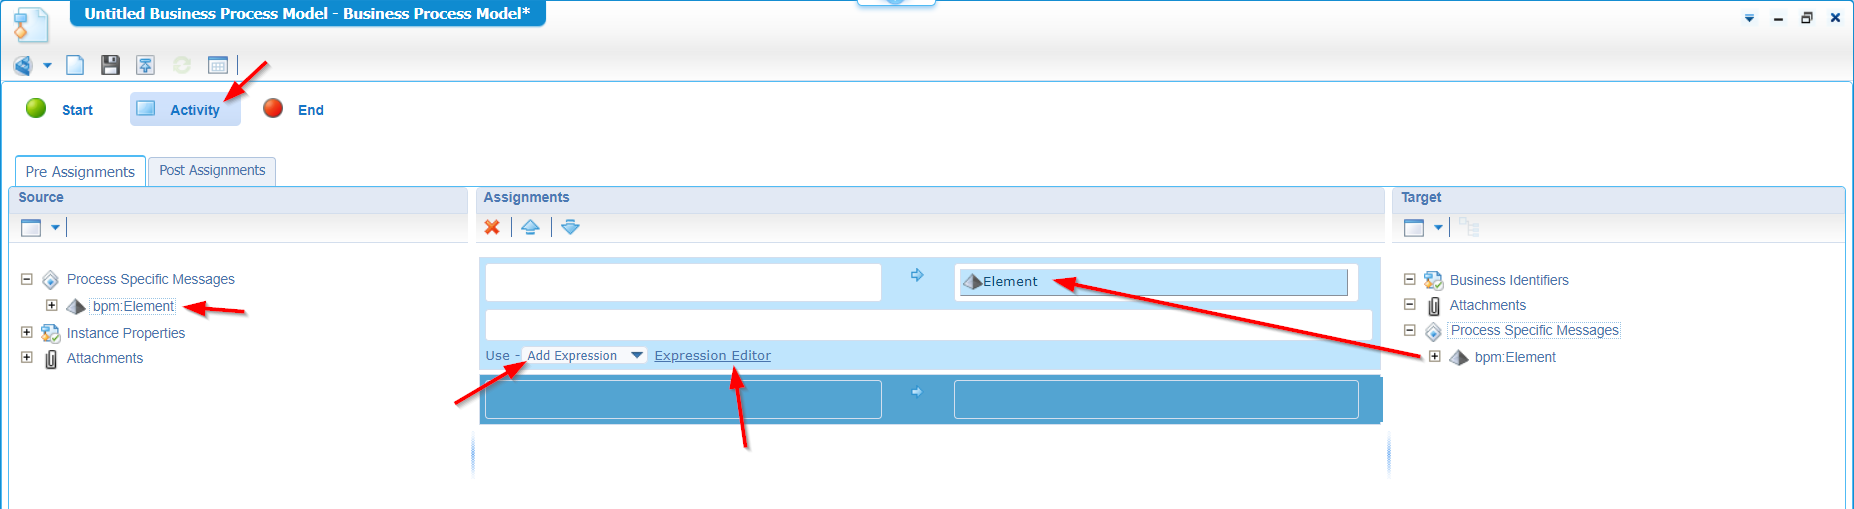 Untitled Business Process Model - Business Process Model*
Start Activity End
Pre Assignments Post Assignments
Source Assignments Target
Process Specific Messages
bpm:Element
Instance Properties
Attachments
Element
Use - Add Expression Expression Editor
Business Identifiers
Attachments
Process Specific Messages
bpm:Element